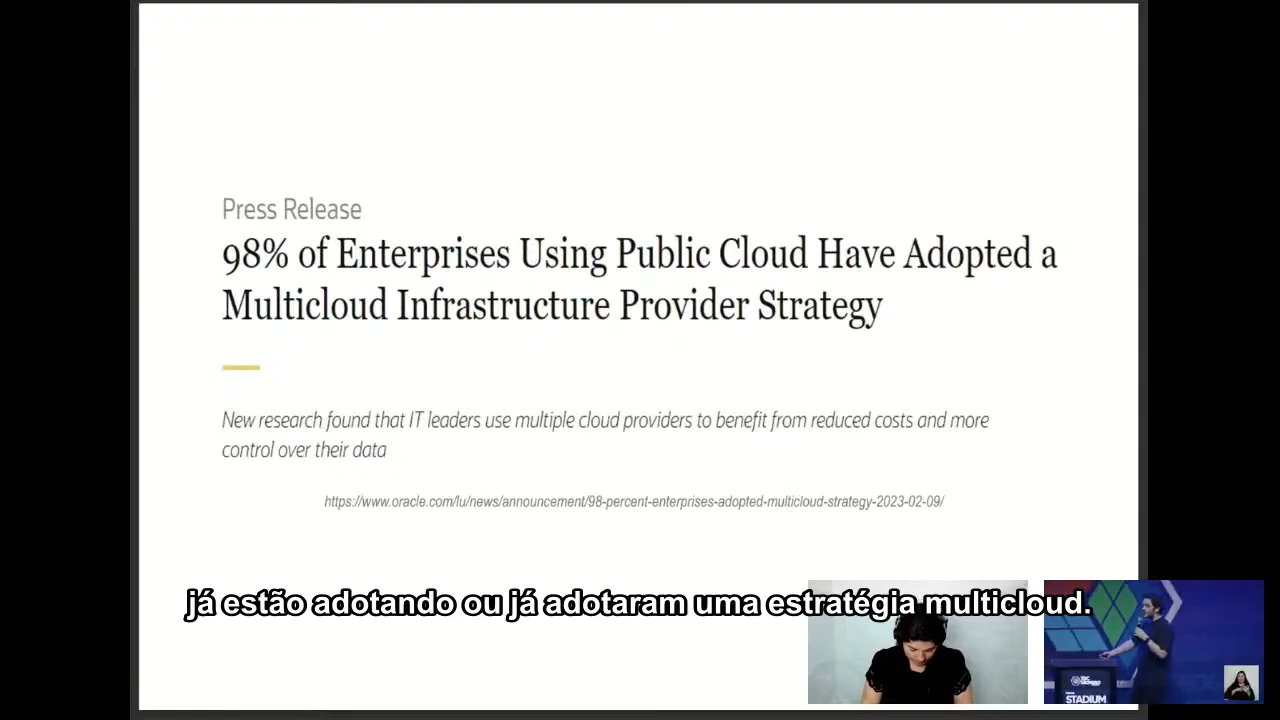 Press Release
98% of Enterprises Using Public Cloud Have Adopted a
Multicloud Infrastructure Provider Strategy
New research found that IT leaders use multiple cloud providers to benefit from reduced costs and more
control over their data
https://www.oracle.com/lu/news/announcement/98-percent-enterprises-adopted-multicloud-strategy-2023-02-09/
já estão adotando ou já adotaram uma estratégia multicloud.
STADIUM